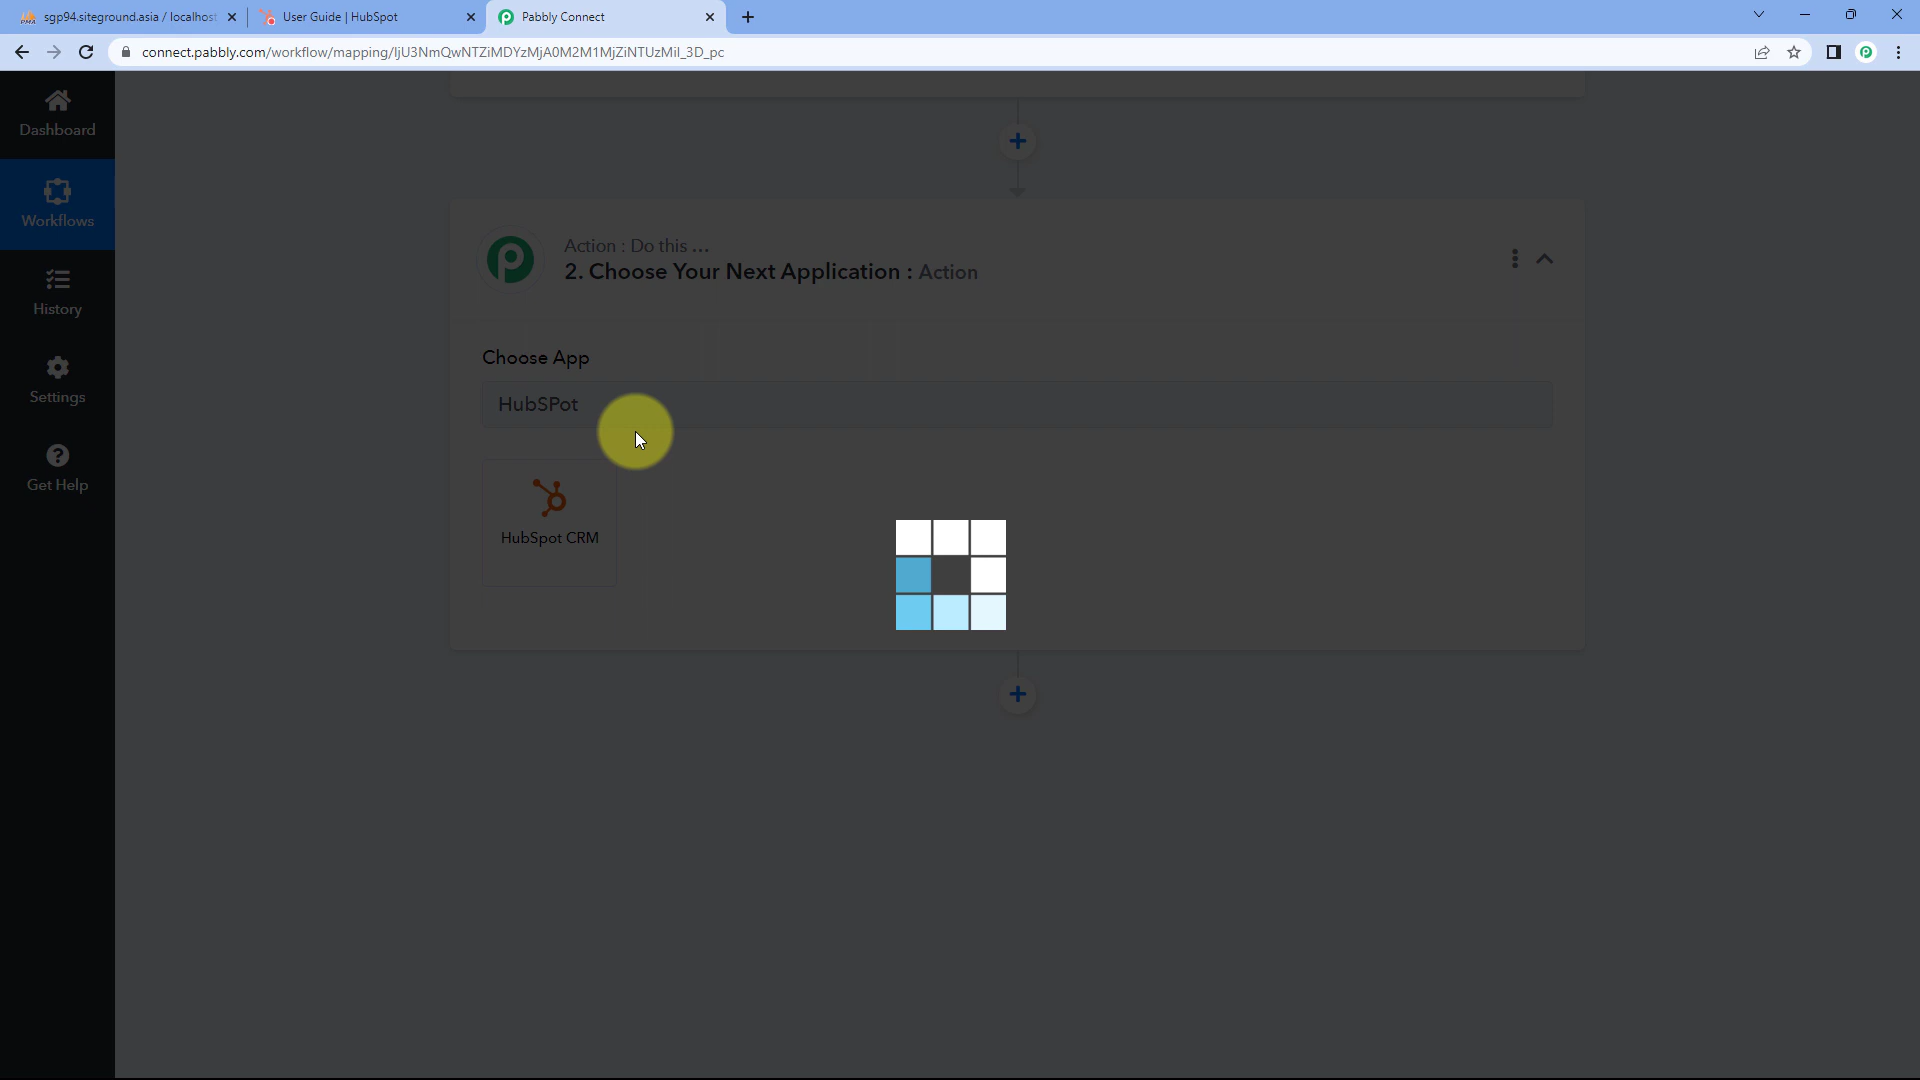 sgp94.siteground.asia / localhost
User Guide | HubSpot
Pabbly Connect
connect.pabbly.com/workflow/mapping/IjU3NmQwNTZiMDYzMjA0M2M1MjZiNTUzMiI_3D_pc
Dashboard
Workflows
History
Settings
Get Help
Action : Do this ...
2. Choose Your Next Application : Action
Choose App
HubSPot
HubSpot CRM